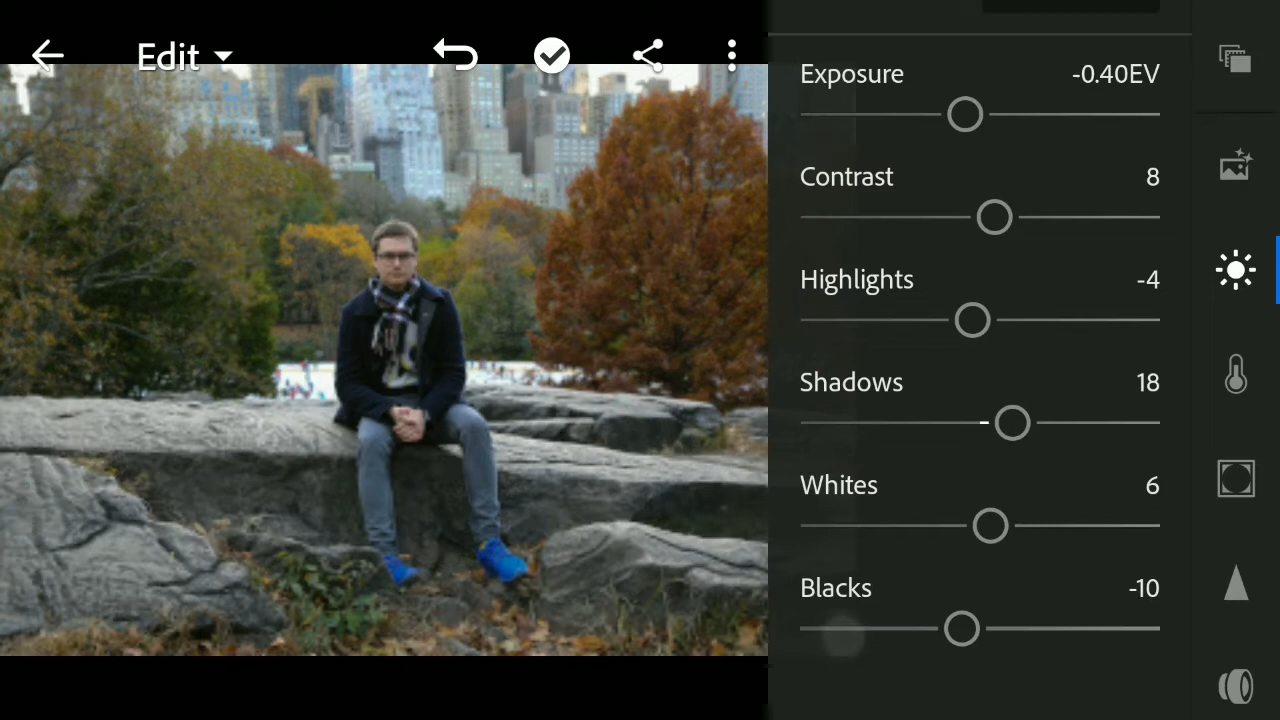 Edit
Exposure -0.40EV
Contrast 8
Highlights -4
Shadows 18
Whites 6
Blacks -10